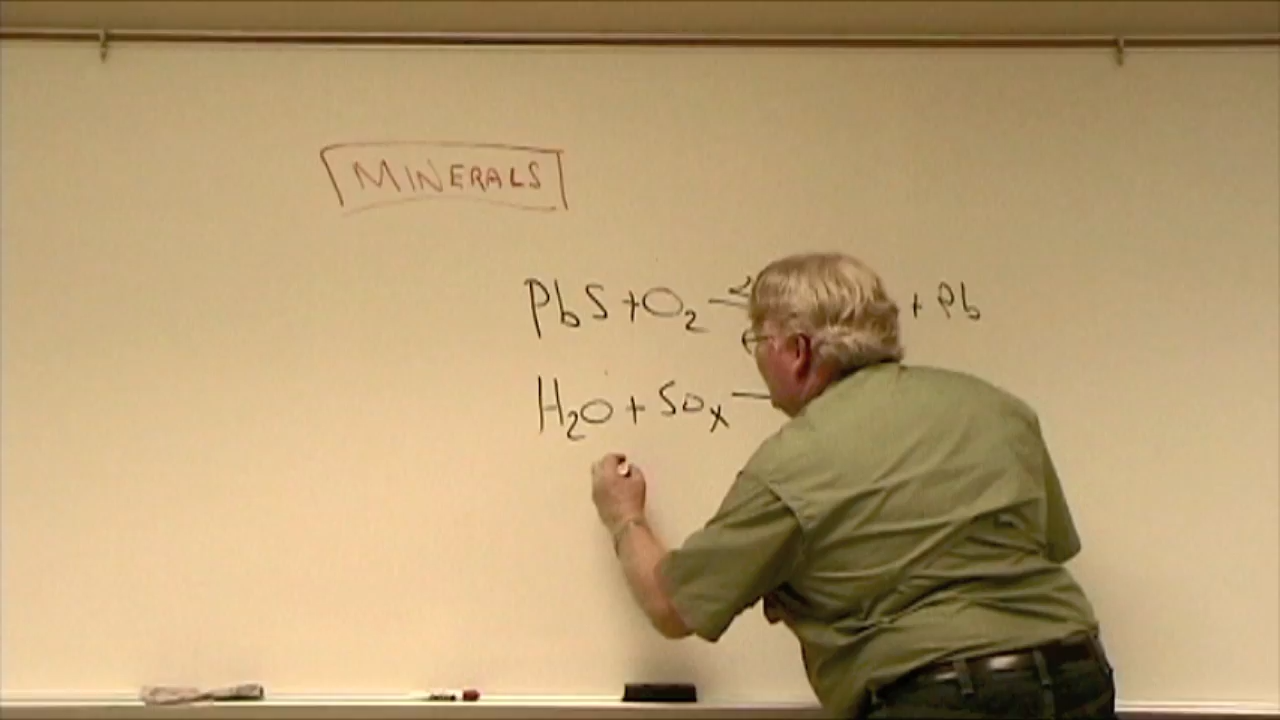 MINERALS
PbS + O2 → + Pb
H2O + SOx →